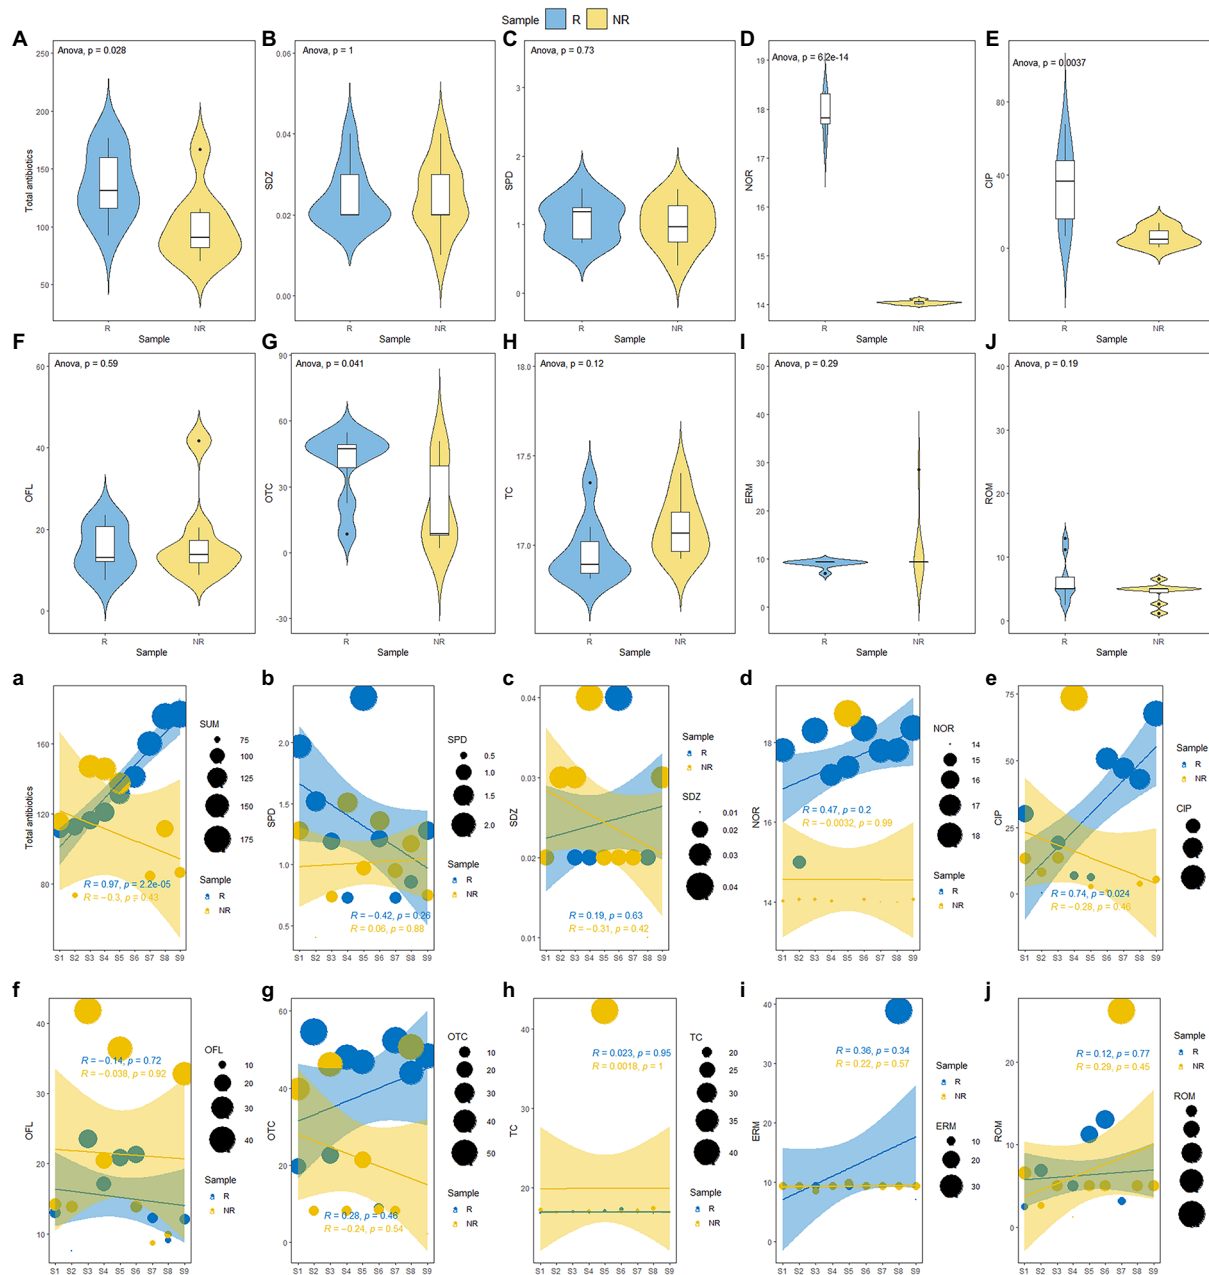 Sample R NR
A
Anova, p = 0.028
250
200
150
100
50
Total antibiotics
R NR
Sample
B
Anova, p = 1
0.06
0.04
0.02
0.00
SDZ
R NR
Sample
C
Anova, p = 0.73
3
2
1
0
SPD
R NR
Sample
D
Anova, p = 6.2e-14
19
18
17
16
15
14
NOR
R NR
Sample
E
Anova, p = 0.0037
80
40
0
CIP
R NR
Sample
F
Anova, p = 0.59
60
40
20
0
OFL
R NR
Sample
G
Anova, p = 0.041
90
60
30
0
-30
OTC
R NR
Sample
H
Anova, p = 0.12
18.0
17.5
17.0
TC
R NR
Sample
I
Anova, p = 0.29
50
40
30
20
10
0
ERM
R NR
Sample
J
Anova, p = 0.19
40
30
20
10
0
ROM
R NR
Sample
a
160
120
80
Total antibiotics
R = 0.97, p = 2.2e-05
R = −0.3, p = 0.43
S1 S2 S3 S4 S5 S6 S7 S8 S9
SUM
75
100
125
150
175
Sample
R
NR
b
2.0
1.5
1.0
0.5
SPD
R = −0.42, p = 0.26
R = 0.06, p = 0.88
S1 S2 S3 S4 S5 S6 S7 S8 S9
SPD
0.5
1.0
1.5
2.0
Sample
R
NR
c
0.04
0.03
0.02
0.01
SDZ
R = 0.19, p = 0.63
R = −0.31, p = 0.42
S1 S2 S3 S4 S5 S6 S7 S8 S9
Sample
R
NR
SDZ
0.01
0.02
0.03
0.04
d
18
16
14
NOR
R = 0.47, p = 0.2
R = −0.0032, p = 0.99
S1 S2 S3 S4 S5 S6 S7 S8 S9
NOR
14
15
16
17
18
Sample
R
NR
e
75
50
25
0
CIP
R = 0.74, p = 0.024
R = −0.28, p = 0.46
S1 S2 S3 S4 S5 S6 S7 S8 S9
Sample
R
NR
CIP
f
40
30
20
10
OFL
R = −0.14, p = 0.72
R = −0.038, p = 0.92
S1 S2 S3 S4 S5 S6 S7 S8 S9
OFL
10
20
30
40
Sample
R
NR
g
60
40
20
0
OTC
R = 0.28, p = 0.46
R = −0.24, p = 0.54
S1 S2 S3 S4 S5 S6 S7 S8 S9
OTC
10
20
30
40
50
Sample
R
NR
h
40
30
20
TC
R = 0.023, p = 0.95
R = 0.0018, p = 1
S1 S2 S3 S4 S5 S6 S7 S8 S9
TC
20
25
30
35
40
Sample
R
NR
i
40
30
20
10
0
ERM
R = 0.36, p = 0.34
R = 0.22, p = 0.57
S1 S2 S3 S4 S5 S6 S7 S8 S9
Sample
R
NR
ERM
10
20
30
j
20
10
0
ROM
R = 0.12, p = 0.77
R = 0.29, p = 0.45
S1 S2 S3 S4 S5 S6 S7 S8 S9
Sample
R
NR
ROM